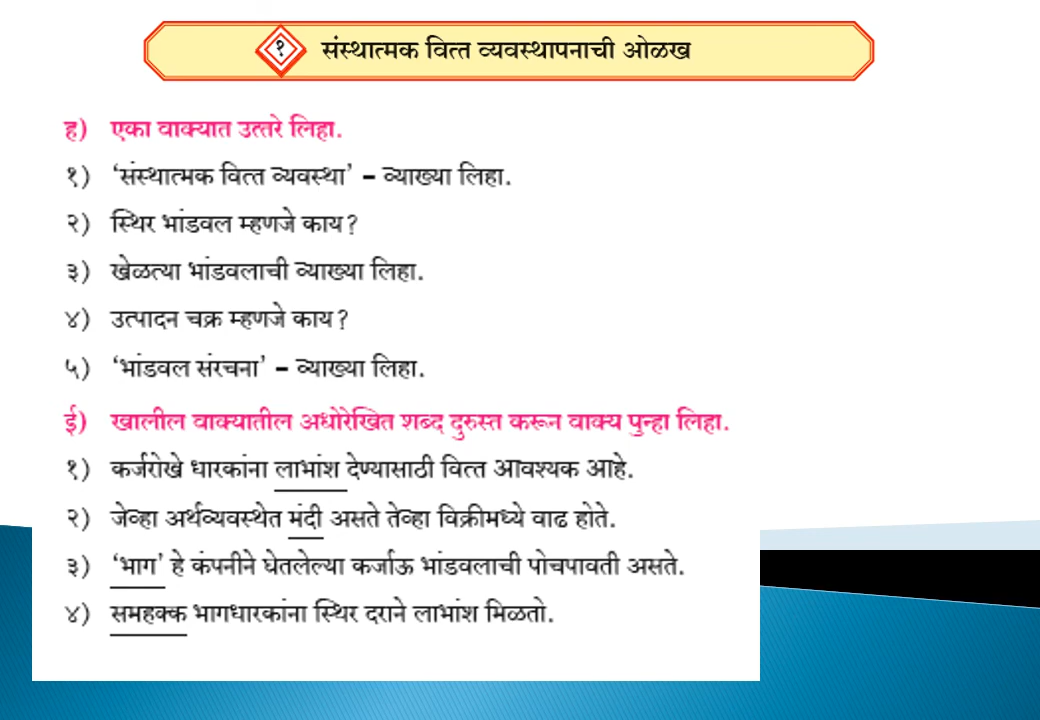 १ संस्थात्मक वित्त व्यवस्थापनाची ओळख
ह) एका वाक्यात उत्तरे लिहा.
१) ‘संस्थात्मक वित्त व्यवस्था’ – व्याख्या लिहा.
२) स्थिर भांडवल म्हणजे काय?
३) खेळत्या भांडवलाची व्याख्या लिहा.
४) उत्पादन चक्र म्हणजे काय?
५) ‘भांडवल संरचना’ – व्याख्या लिहा.
ई) खालील वाक्यातील अधोरेखित शब्द दुरुस्त करून वाक्य पुन्हा लिहा.
१) कर्जरोखे धारकांना लाभांश देण्यासाठी वित्त आवश्यक आहे.
२) जेव्हा अर्थव्यवस्थेत मंदी असते तेव्हा विक्रीमध्ये वाढ होते.
३) ‘भाग’ हे कंपनीने घेतलेल्या कर्जाऊ भांडवलाची पोचपावती असते.
४) समहक्क भागधारकांना स्थिर दराने लाभांश मिळतो.